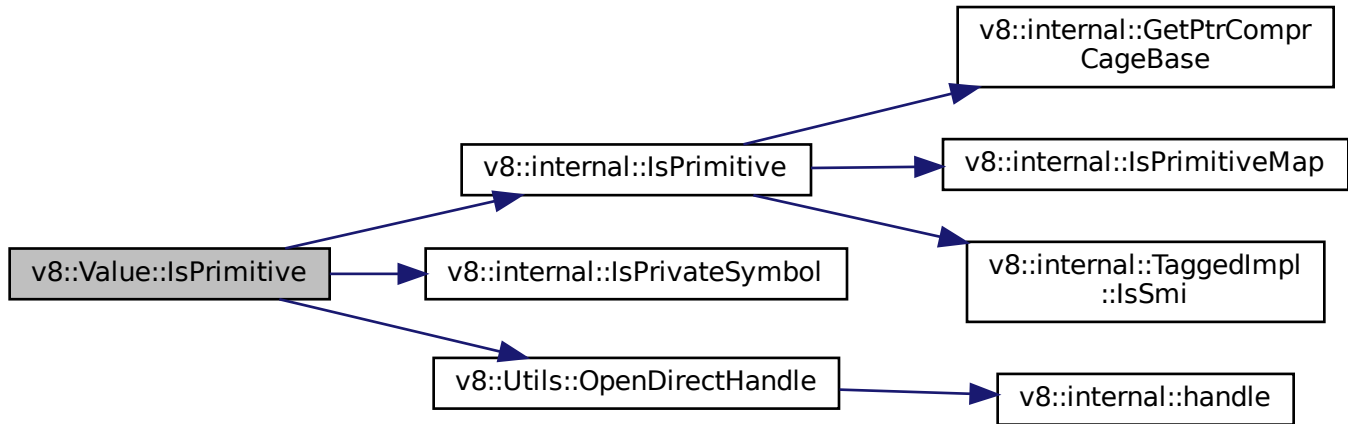 v8::internal::GetPtrCompr
CageBase
v8::internal::IsPrimitive
v8::internal::IsPrimitiveMap
v8::Value::IsPrimitive
v8::internal::IsPrivateSymbol
v8::internal::TaggedImpl
::IsSmi
v8::Utils::OpenDirectHandle
v8::internal::handle